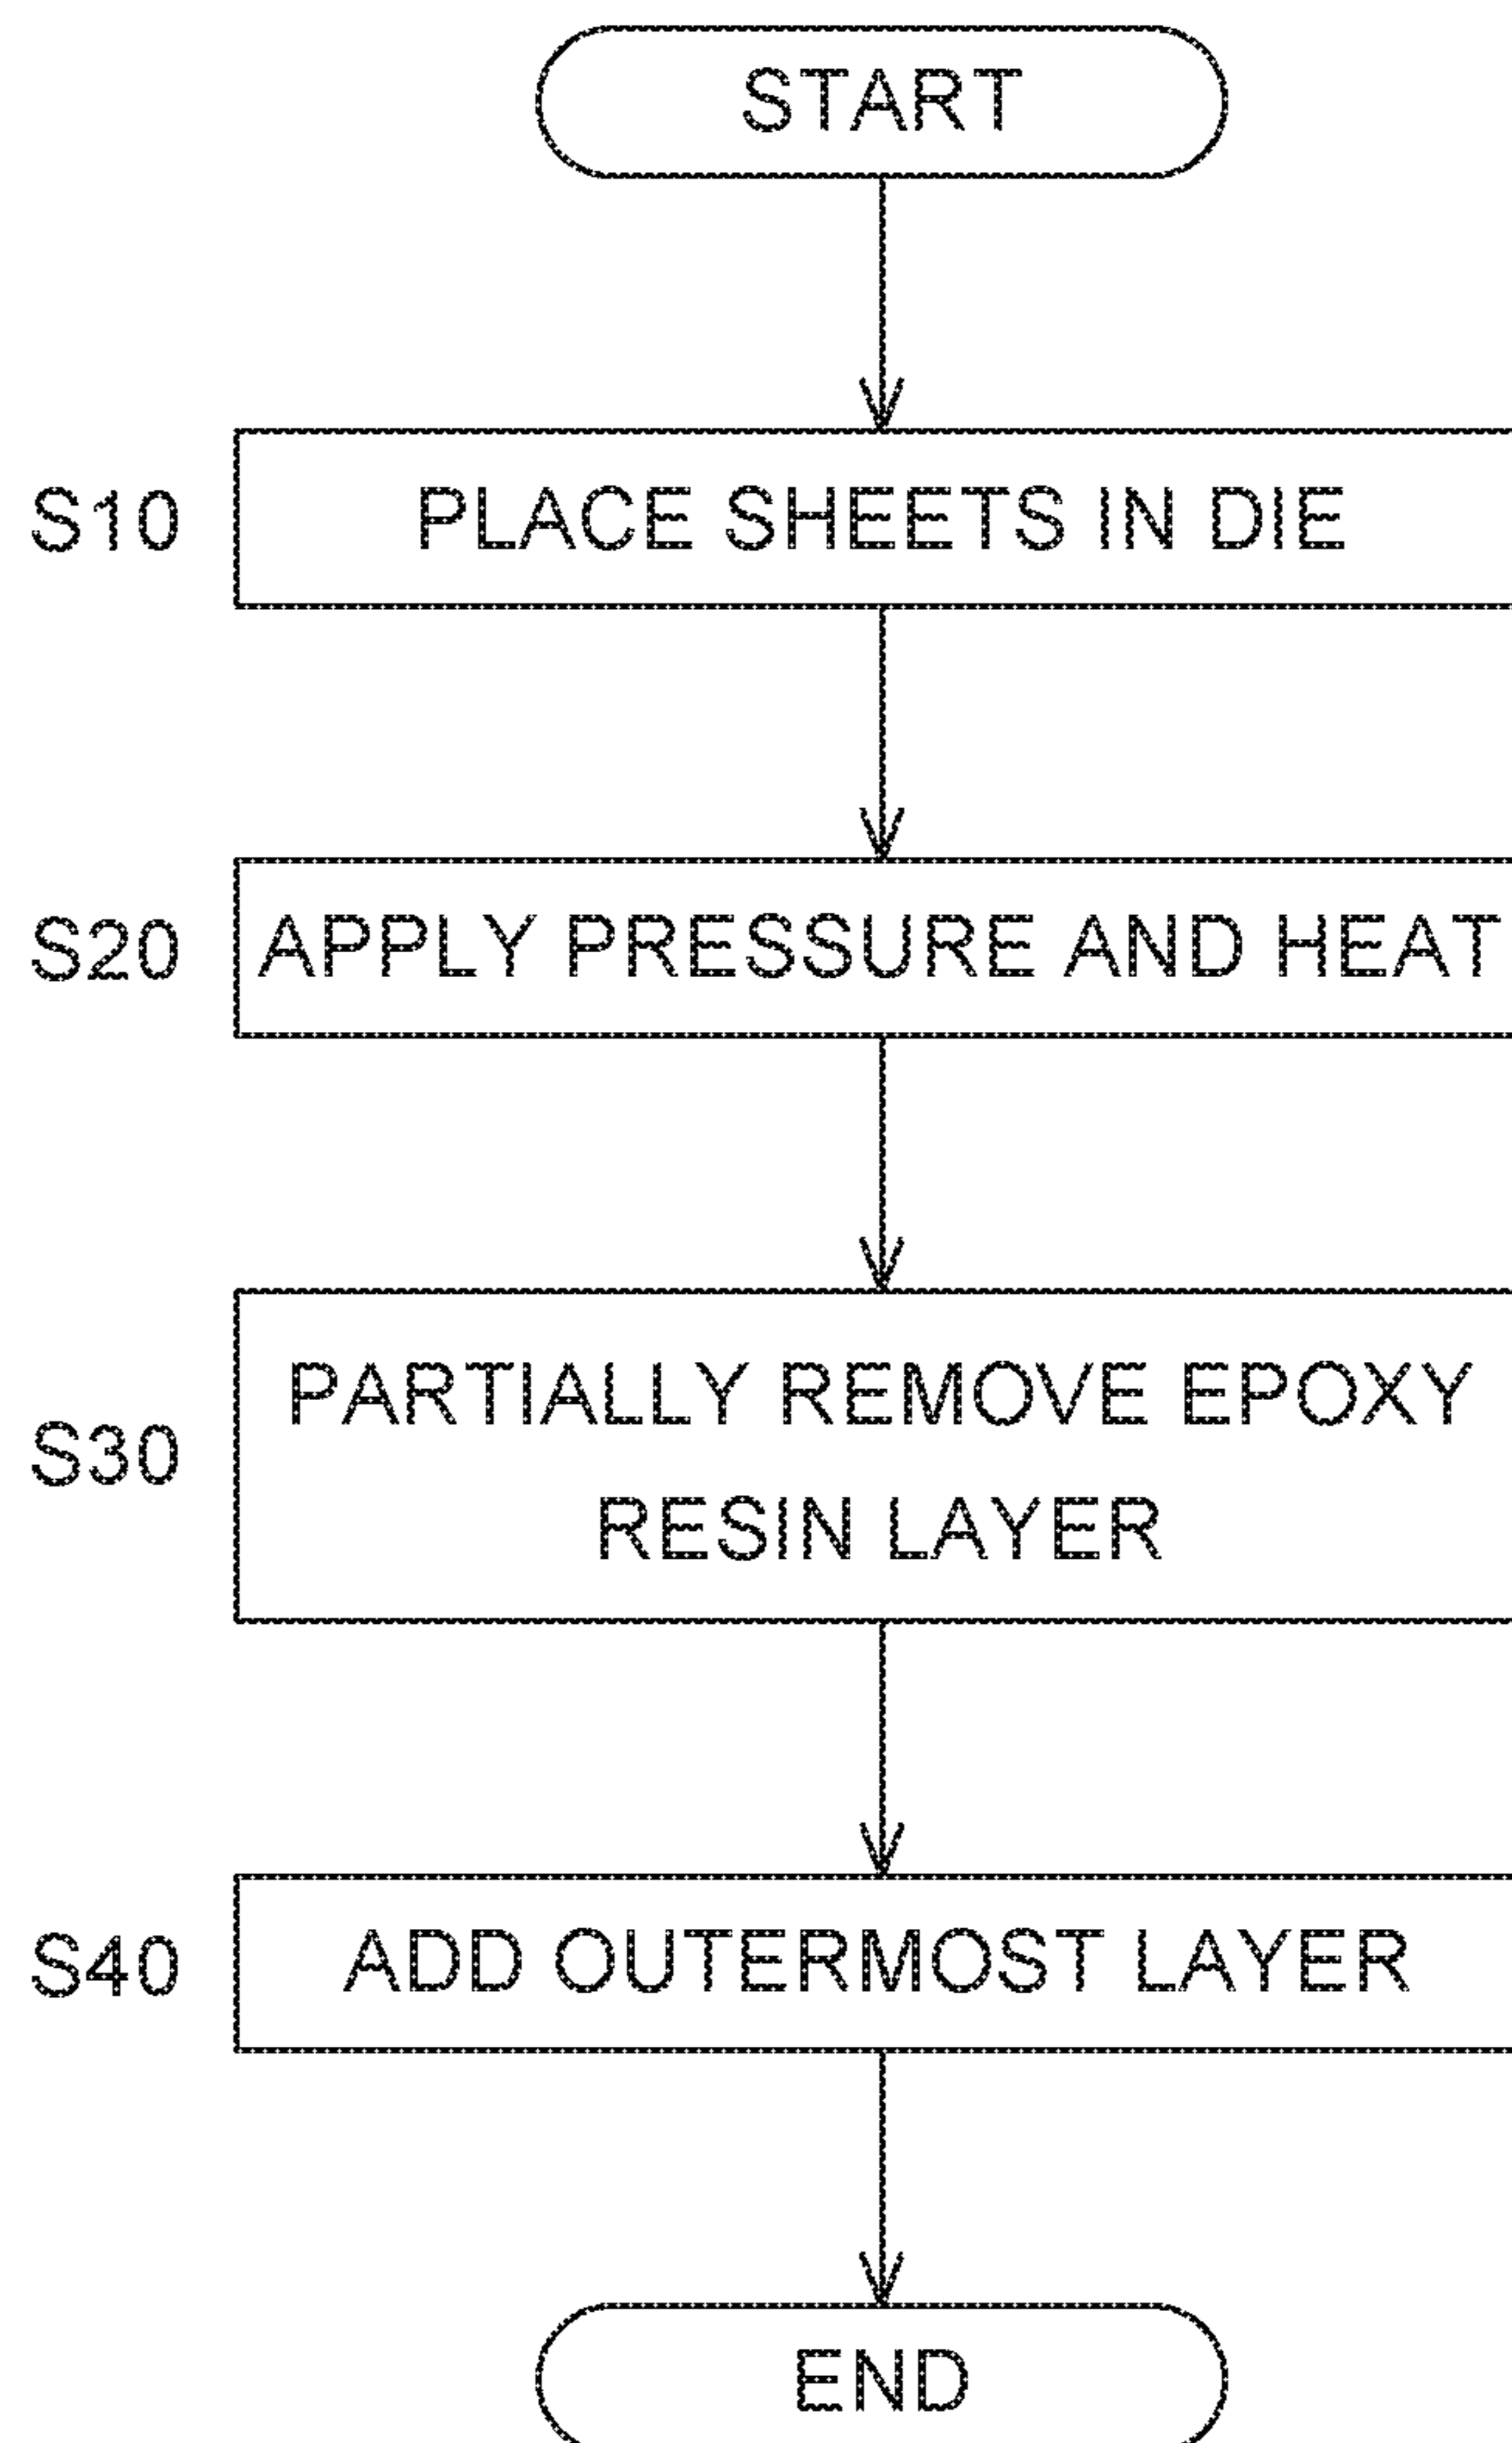 START
S10 PLACE SHEETS IN DIE
S20 APPLY PRESSURE AND HEAT
S30 PARTIALLY REMOVE EPOXY
RESIN LAYER
S40 ADD OUTERMOST LAYER
END